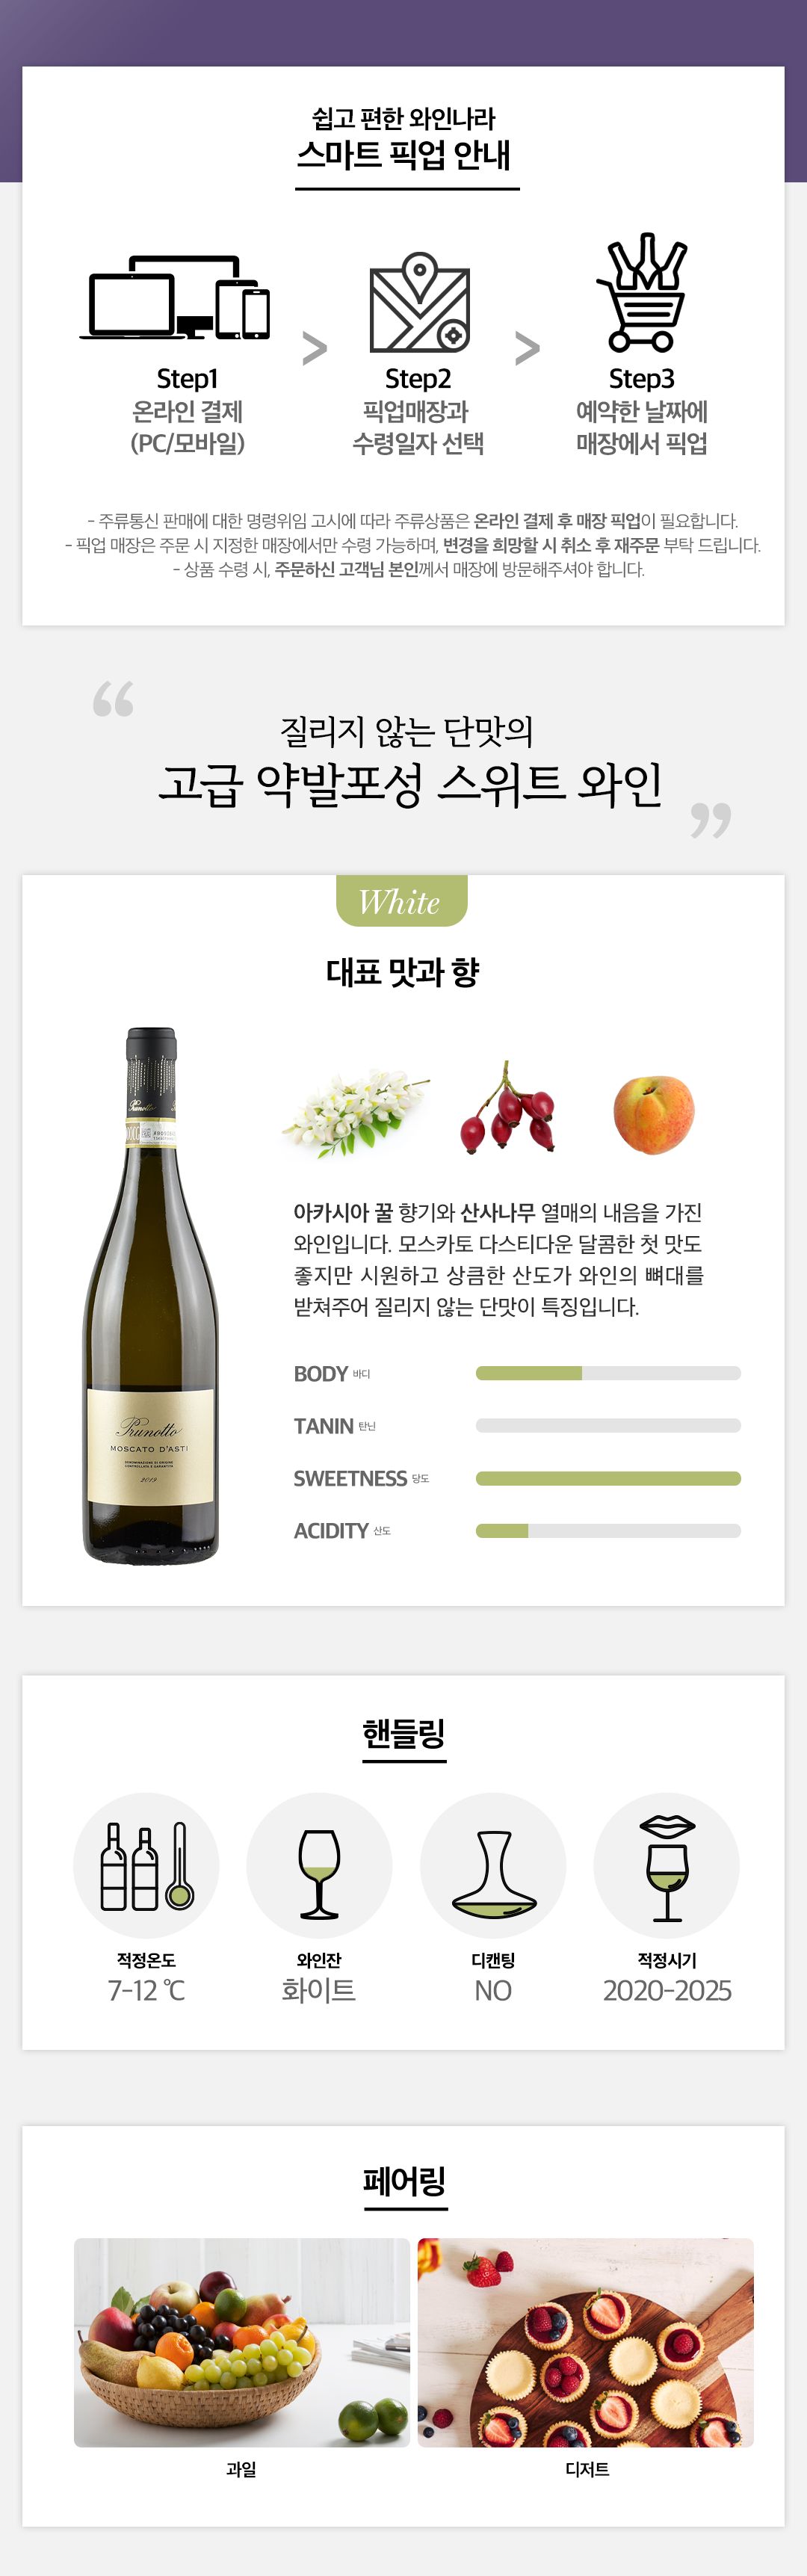 쉽고 편한 와인나라
스마트 픽업 안내
>
>
Step1
온라인 결제
(PC/모바일)
Step2
픽업매장과
수령일자 선택
Step3
예약한 날짜에
매장에서 픽업
- 주류통신 판매에 대한 명령위임 고시에 따라 주류상품은 온라인 결제 후 매장 픽업이 필요합니다.
- 픽업 매장은 주문 시 지정한 매장에서만 수령 가능하며, 변경을 희망할 시 취소 후 재주문 부탁 드립니다.
- 상품 수령 시, 주문하신 고객님 본인께서 매장에 방문해주셔야 합니다.
“
질리지 않는 단맛의
고급 약발포성 스위트 와인
”
White
대표 맛과 향
Prunotto
아카시아 꿀 향기와 산사나무 열매의 내음을 가진
와인입니다. 모스카토 다스티다운 달콤한 첫 맛도
좋지만 시원하고 상큼한 산도가 와인의 뼈대를
받쳐주어 질리지 않는 단맛이 특징입니다.
Prunotto
MOSCATO D'ASTI
DENOMINAZIONE DI ORIGINE
CONTROLLATA E GARANTITA
2019
BODY 바디
TANIN 탄닌
SWEETNESS 당도
ACIDITY 산도
핸들링
적정온도
7-12 ℃
와인잔
화이트
디캔팅
NO
적정시기
2020-2025
페어링
과일
디저트